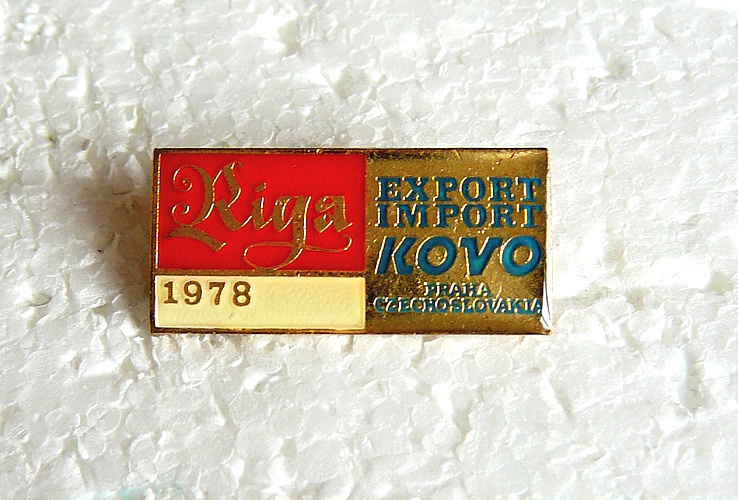 Riga
1978
EXPORT
IMPORT
KOVO
PRAHA
CZECHOSLOVAKIA